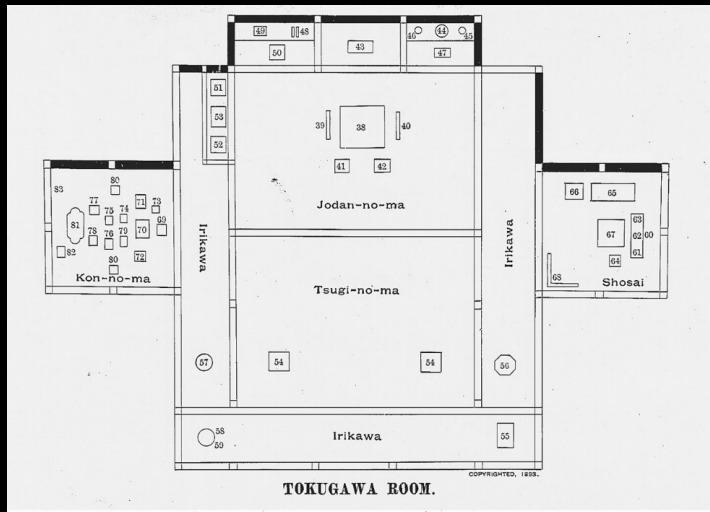 49 48 46 44 45
50 43 47
51
53 39 38 40
52
41 42
Jodan-no-ma
83 80
77 71 73
75 74
81 70 69
78 76 79
82 72
80
Kon-no-ma
Irikawa
Irikawa
66 65
63
67 62 60
64 61
68
Shosai
Tsugi-no-ma
57 54 54 56
58
59
Irikawa
55
COPYRIGHTED, 1893.
TOKUGAWA ROOM.